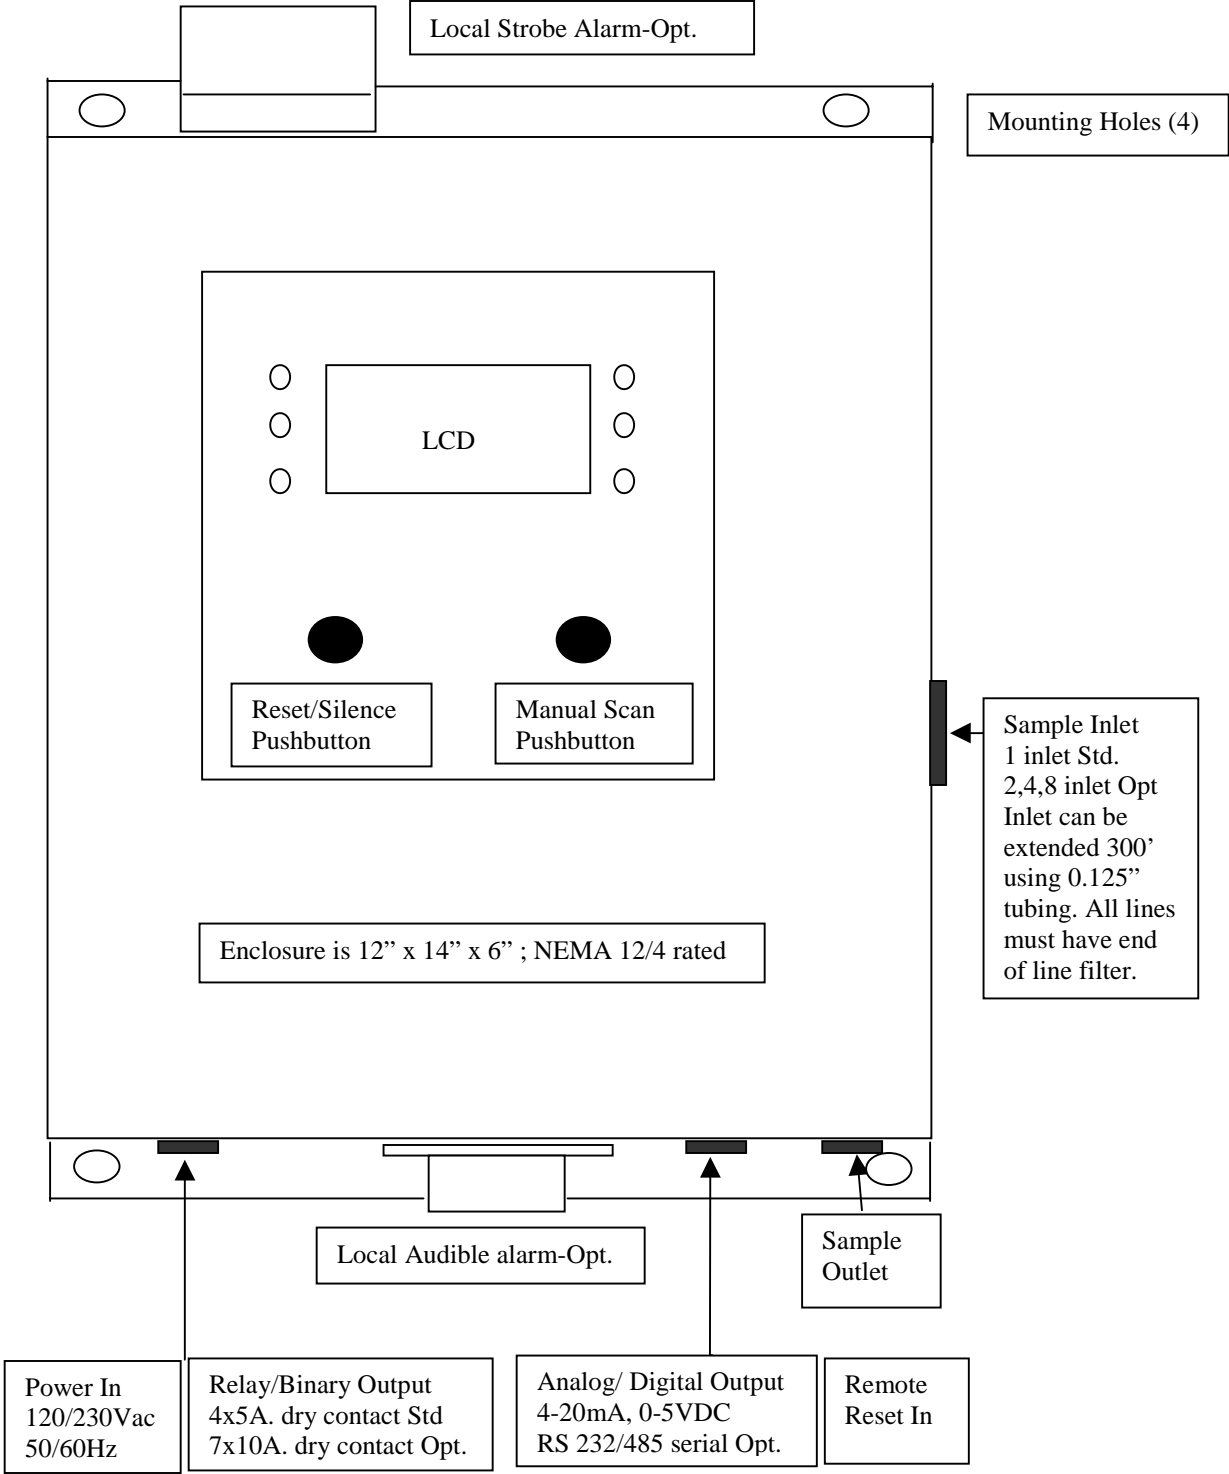 Local Strobe Alarm-Opt.
Mounting Holes (4)
LCD
Reset/Silence
Pushbutton
Manual Scan
Pushbutton
Sample Inlet
1 inlet Std.
2,4,8 inlet Opt
Inlet can be
extended 300’
using 0.125”
tubing. All lines
must have end
of line filter.
Enclosure is 12” x 14” x 6” ; NEMA 12/4 rated
Local Audible alarm-Opt.
Sample
Outlet
Power In
120/230Vac
50/60Hz
Relay/Binary Output
4x5A. dry contact Std
7x10A. dry contact Opt.
Analog/ Digital Output
4-20mA, 0-5VDC
RS 232/485 serial Opt.
Remote
Reset In